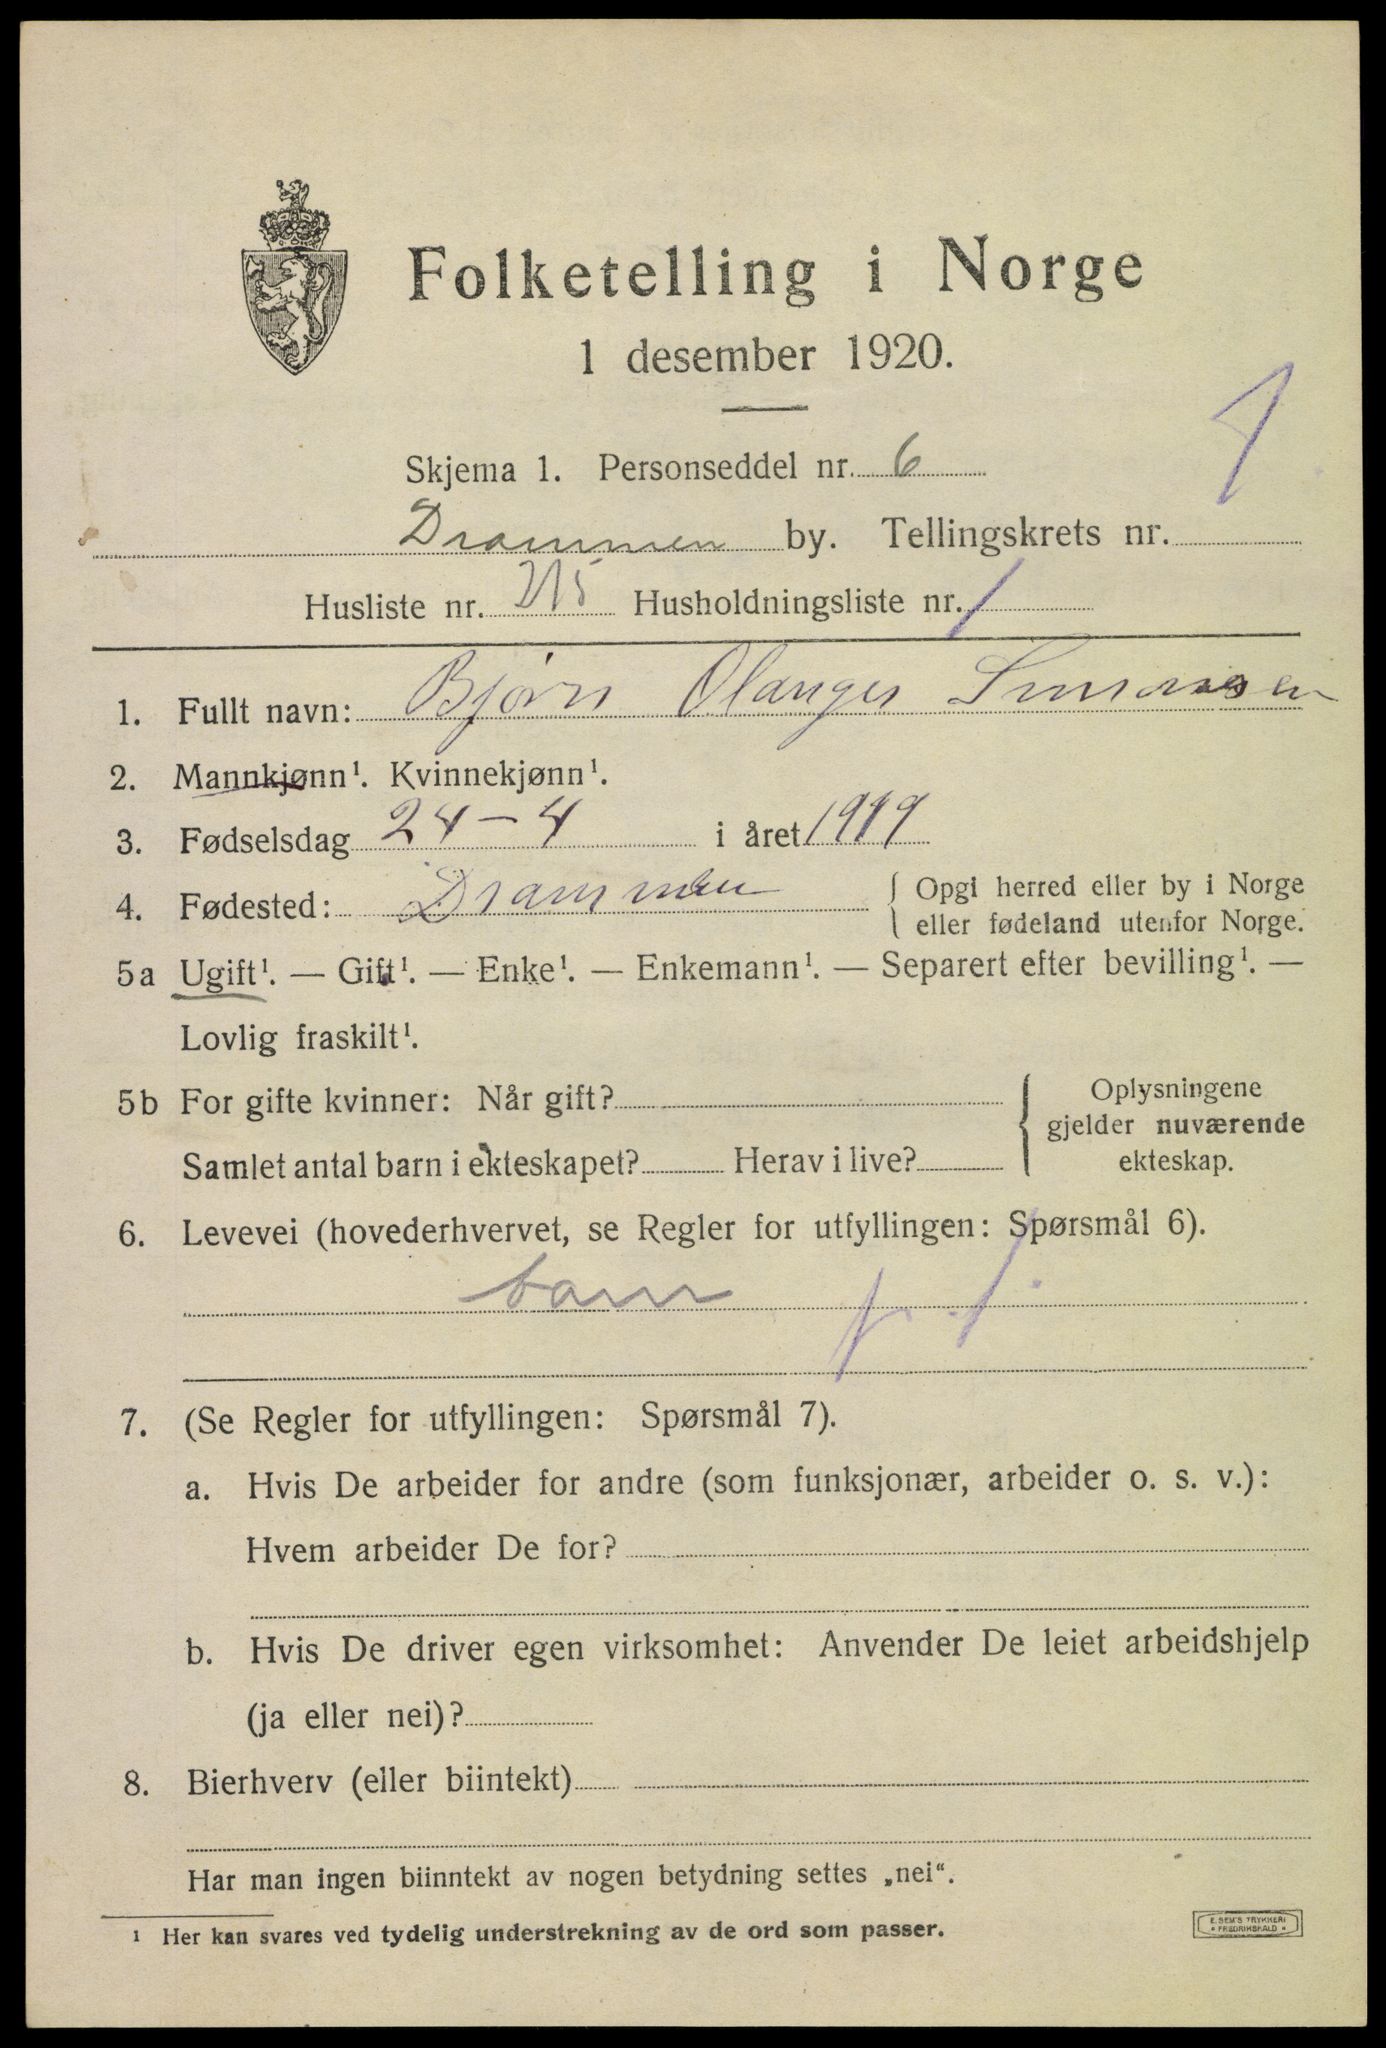 Folketelling i Norge
1 desember 1920.
Skjema 1. Personseddel nr. 6
Drammen by. Tellingskrets nr.
Husliste nr. 215 Husholdningsliste nr. 1
1. Fullt navn: Bjørn Olanger Simonsen
2. Mannkjønn¹. Kvinnekjønn¹.
3. Fødselsdag 24-4 i året 1919
4. Fødested: Drammen { Opgi herred eller by i Norge
eller fødeland utenfor Norge.
5a Ugift¹. — Gift¹. — Enke¹. — Enkemann¹. — Separert efter bevilling¹. —
Lovlig fraskilt¹.
5b For gifte kvinner: Når gift? { Oplysningene
gjelder nuværende
Samlet antal barn i ekteskapet? Herav i live? ekteskap.
6. Levevei (hovederhvervet, se Regler for utfyllingen: Spørsmål 6).
barn
7. (Se Regler for utfyllingen: Spørsmål 7).
a. Hvis De arbeider for andre (som funksjonær, arbeider o. s. v.):
Hvem arbeider De for?
b. Hvis De driver egen virksomhet: Anvender De leiet arbeidshjelp
(ja eller nei)?
8. Bierhverv (eller biintekt)
Har man ingen biinntekt av nogen betydning settes „nei“.
¹ Her kan svares ved tydelig understrekning av de ord som passer.
E. SEM'S TRYKKERI
• FREDRIKSHALD •